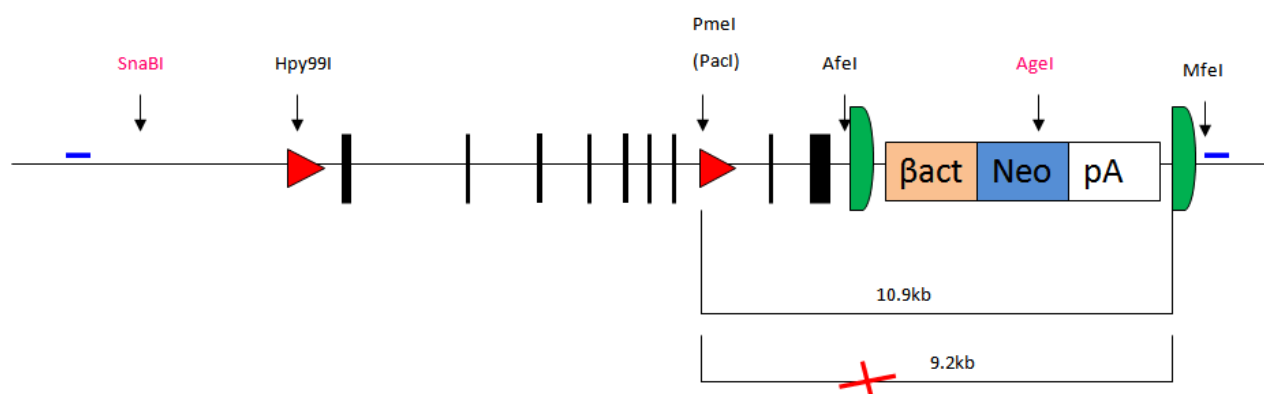 PmeI
SnaBI
Hpy99I
(PacI)
AfeI
AgeI
MfeI
βact
Neo
pA
10.9kb
9.2kb